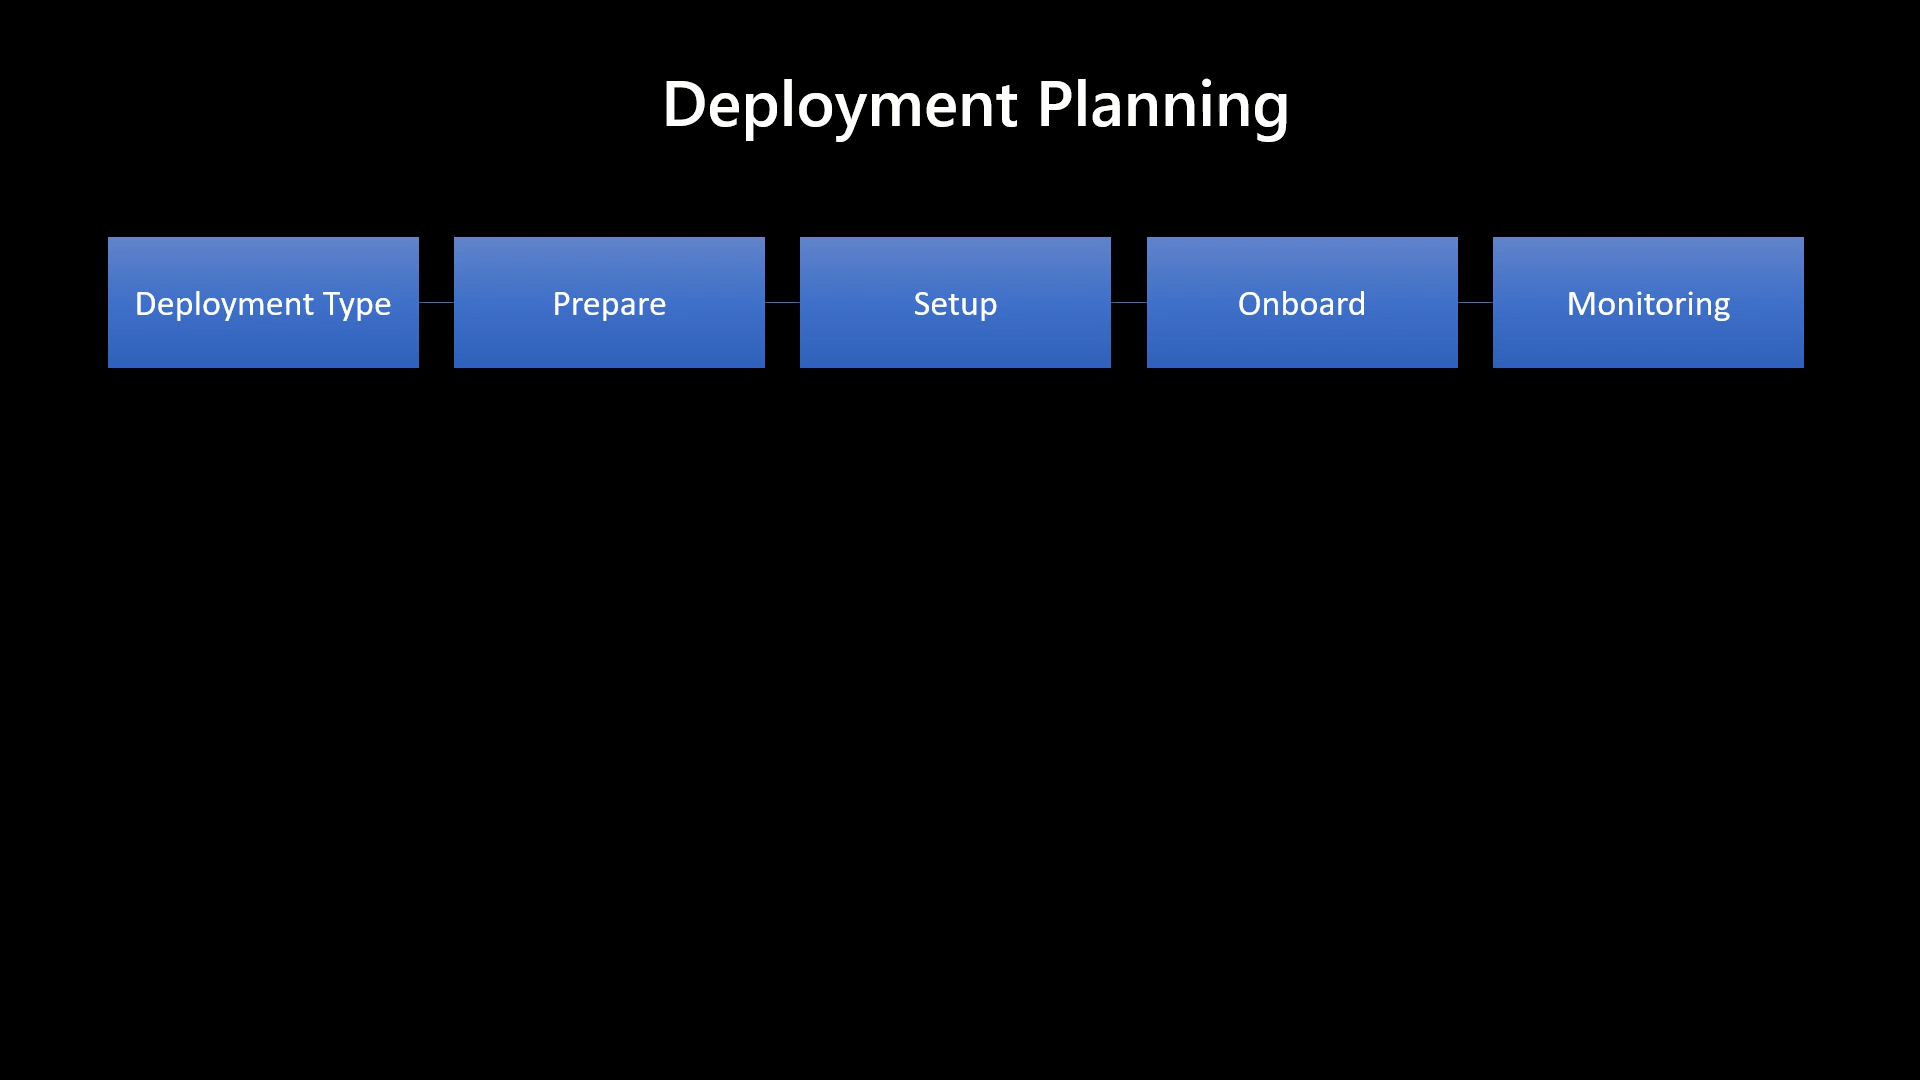 Deployment Planning
Deployment Type
Prepare
Setup
Onboard
Monitoring